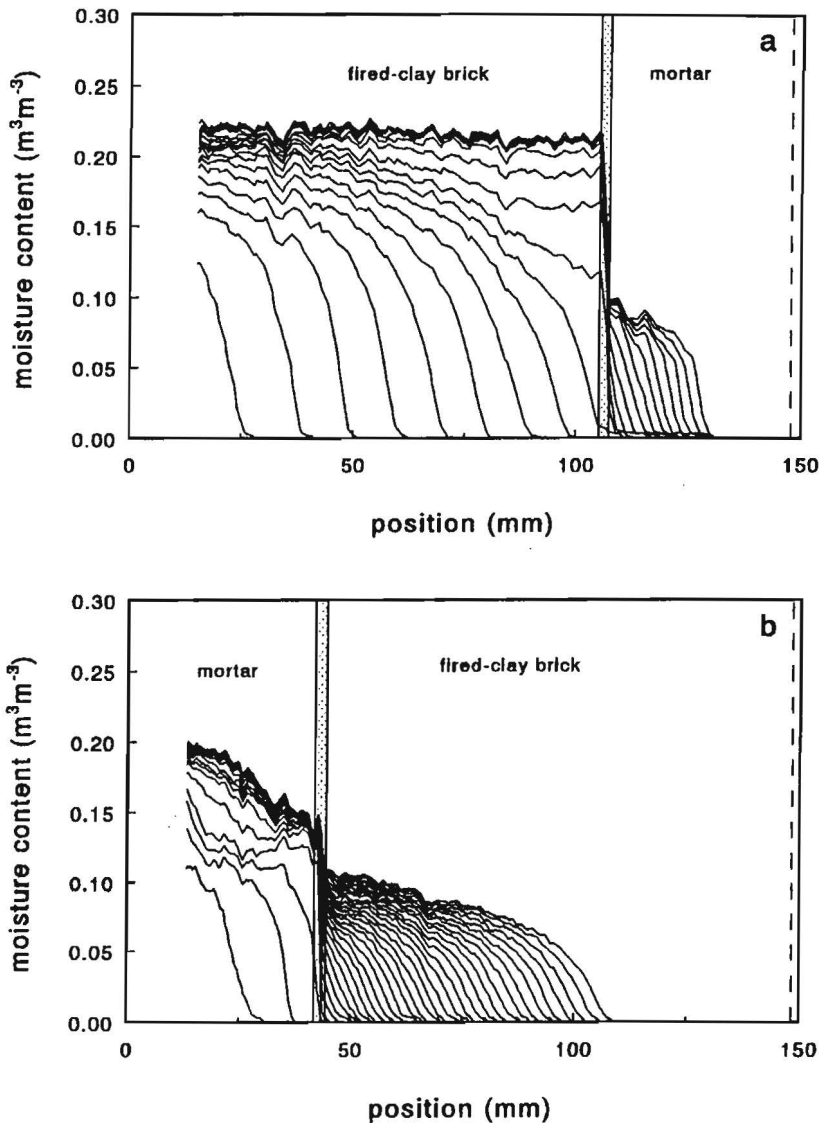 a
fired-clay brick mortar
moisture content (m³m⁻³)
0.30
0.25
0.20
0.15
0.10
0.05
0.00
0 50 100 150
position (mm)
b
mortar fired-clay brick
moisture content (m³m⁻³)
0.30
0.25
0.20
0.15
0.10
0.05
0.00
0 50 100 150
position (mm)